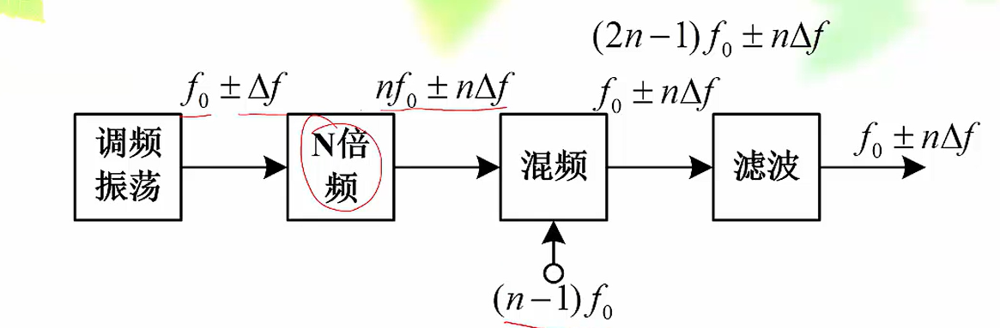 (2n−1)f₀±nΔf
f₀±Δf
nf₀±nΔf
f₀±nΔf
调频
振荡
N倍
频
混频
滤波
f₀±nΔf
(n−1)f₀